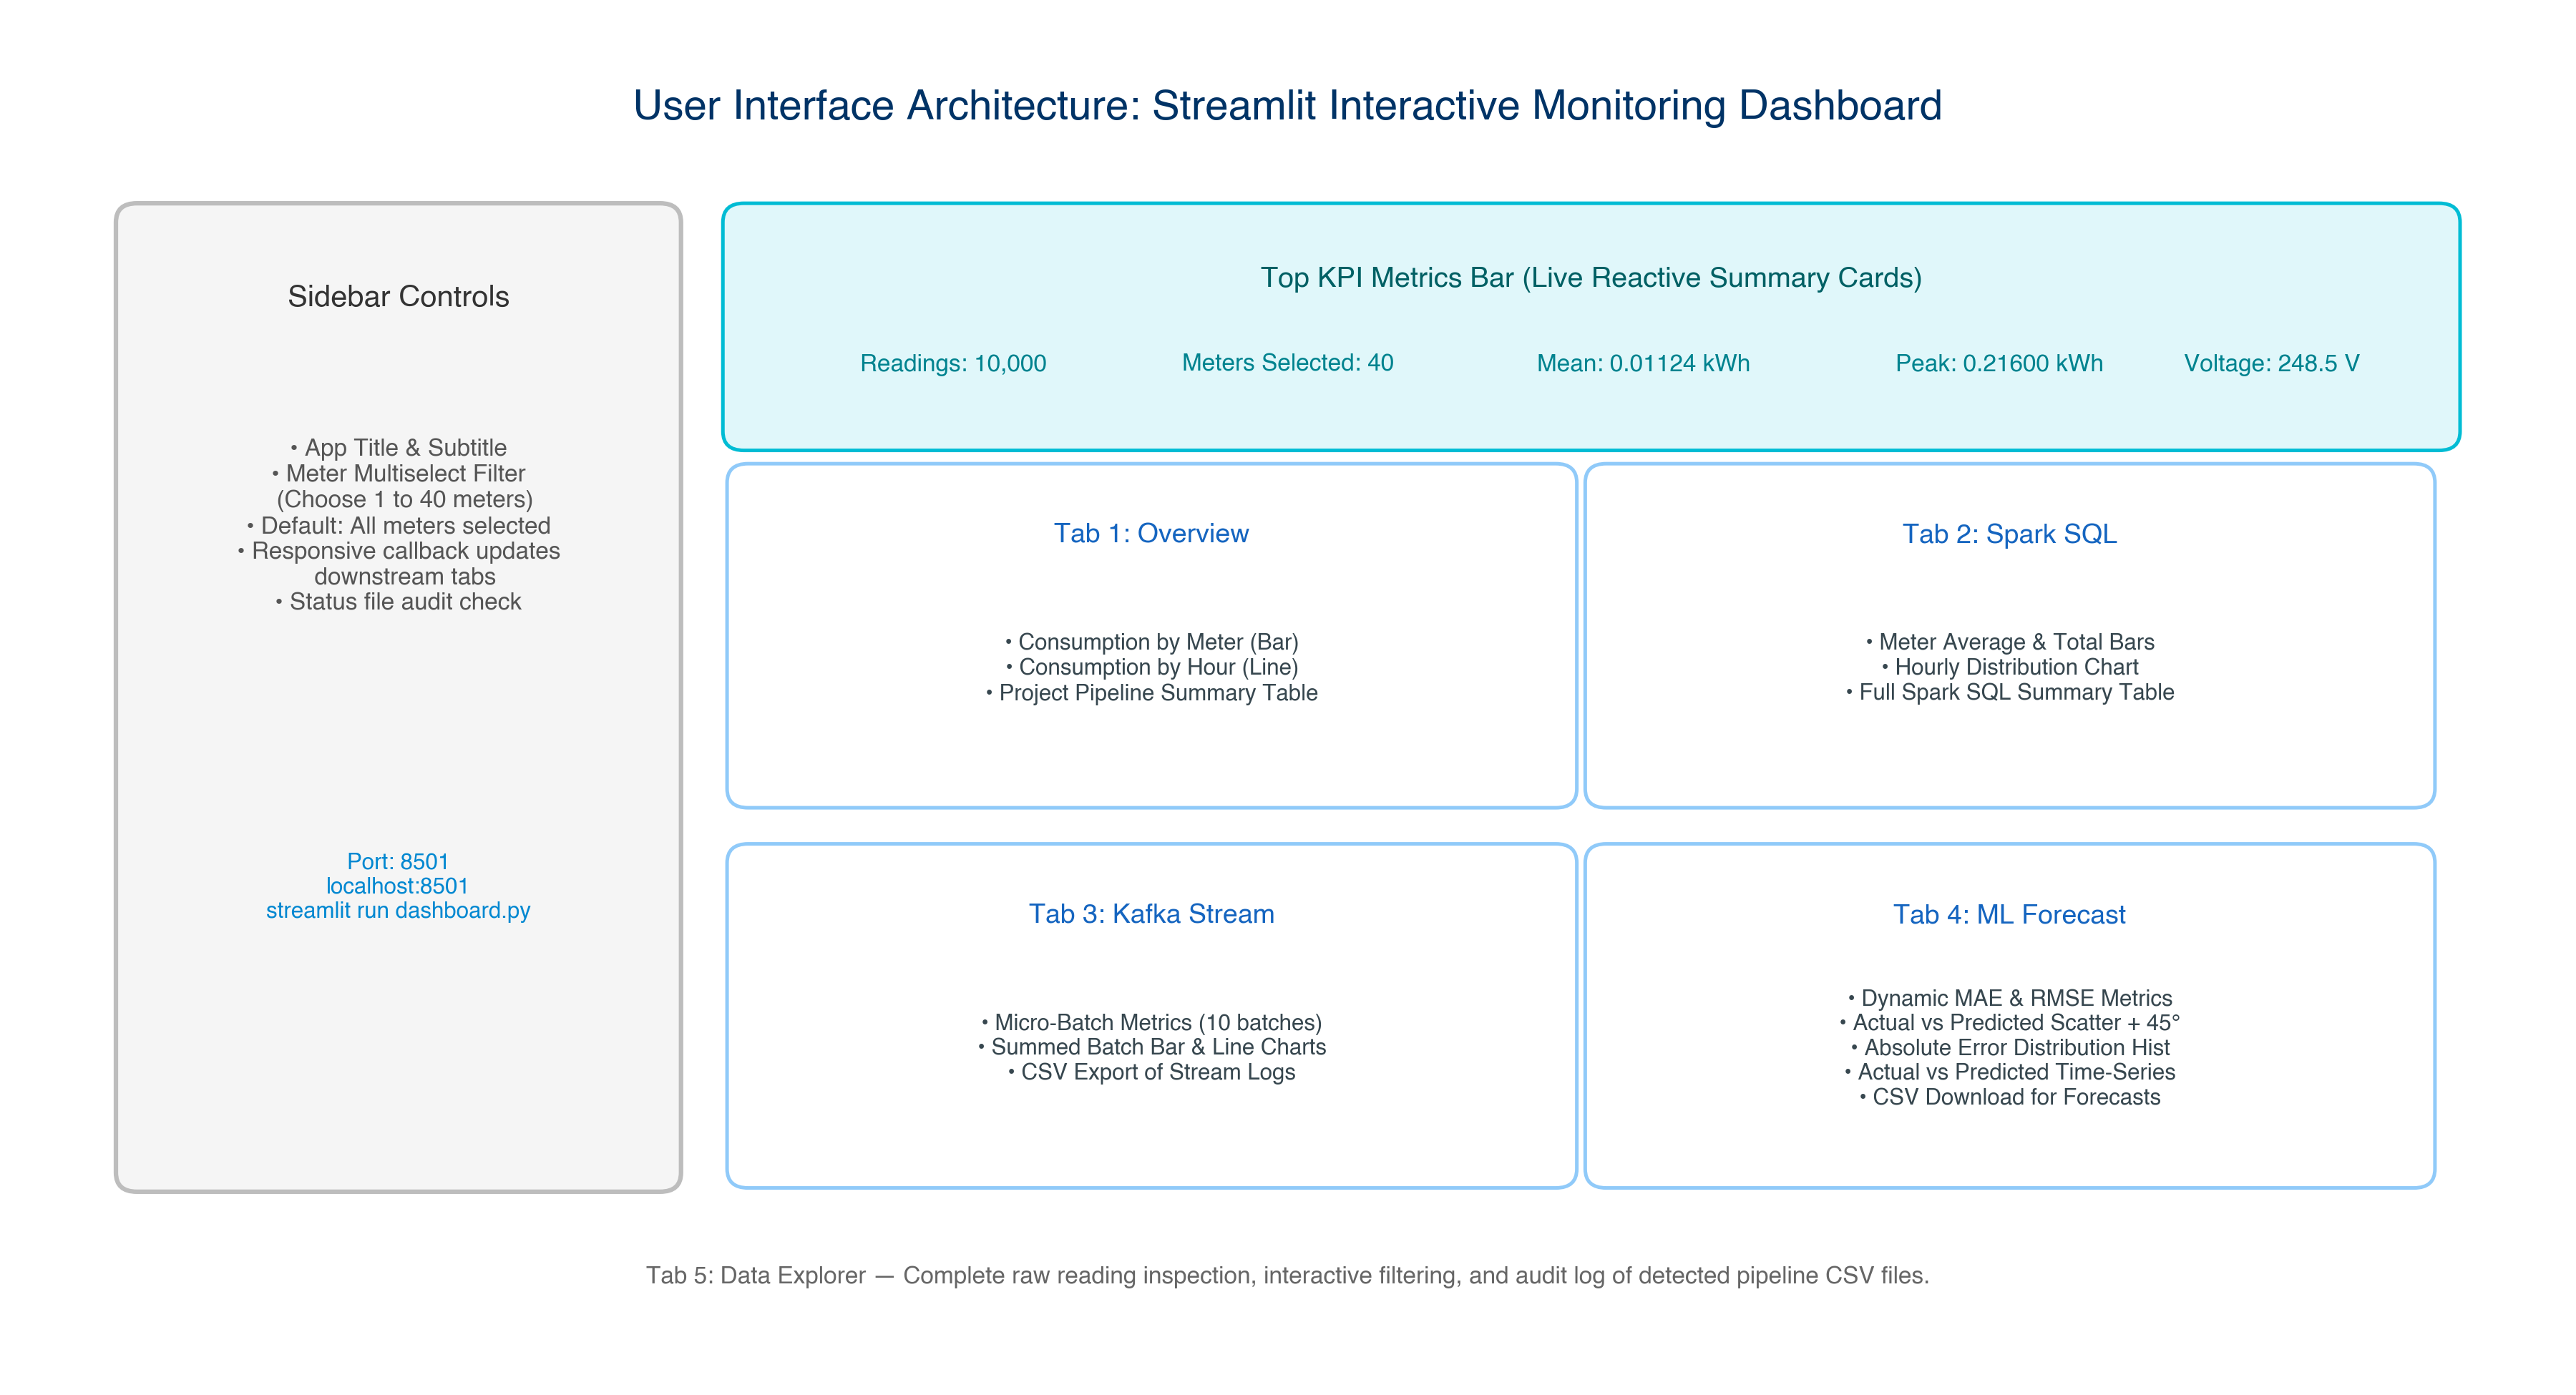 User Interface Architecture: Streamlit Interactive Monitoring Dashboard
Sidebar Controls
• App Title & Subtitle
• Meter Multiselect Filter
(Choose 1 to 40 meters)
• Default: All meters selected
• Responsive callback updates
downstream tabs
• Status file audit check
Port: 8501
localhost:8501
streamlit run dashboard.py
Top KPI Metrics Bar (Live Reactive Summary Cards)
Readings: 10,000 Meters Selected: 40 Mean: 0.01124 kWh Peak: 0.21600 kWh Voltage: 248.5 V
Tab 1: Overview
• Consumption by Meter (Bar)
• Consumption by Hour (Line)
• Project Pipeline Summary Table
Tab 2: Spark SQL
• Meter Average & Total Bars
• Hourly Distribution Chart
• Full Spark SQL Summary Table
Tab 3: Kafka Stream
• Micro-Batch Metrics (10 batches)
• Summed Batch Bar & Line Charts
• CSV Export of Stream Logs
Tab 4: ML Forecast
• Dynamic MAE & RMSE Metrics
• Actual vs Predicted Scatter + 45°
• Absolute Error Distribution Hist
• Actual vs Predicted Time-Series
• CSV Download for Forecasts
Tab 5: Data Explorer — Complete raw reading inspection, interactive filtering, and audit log of detected pipeline CSV files.